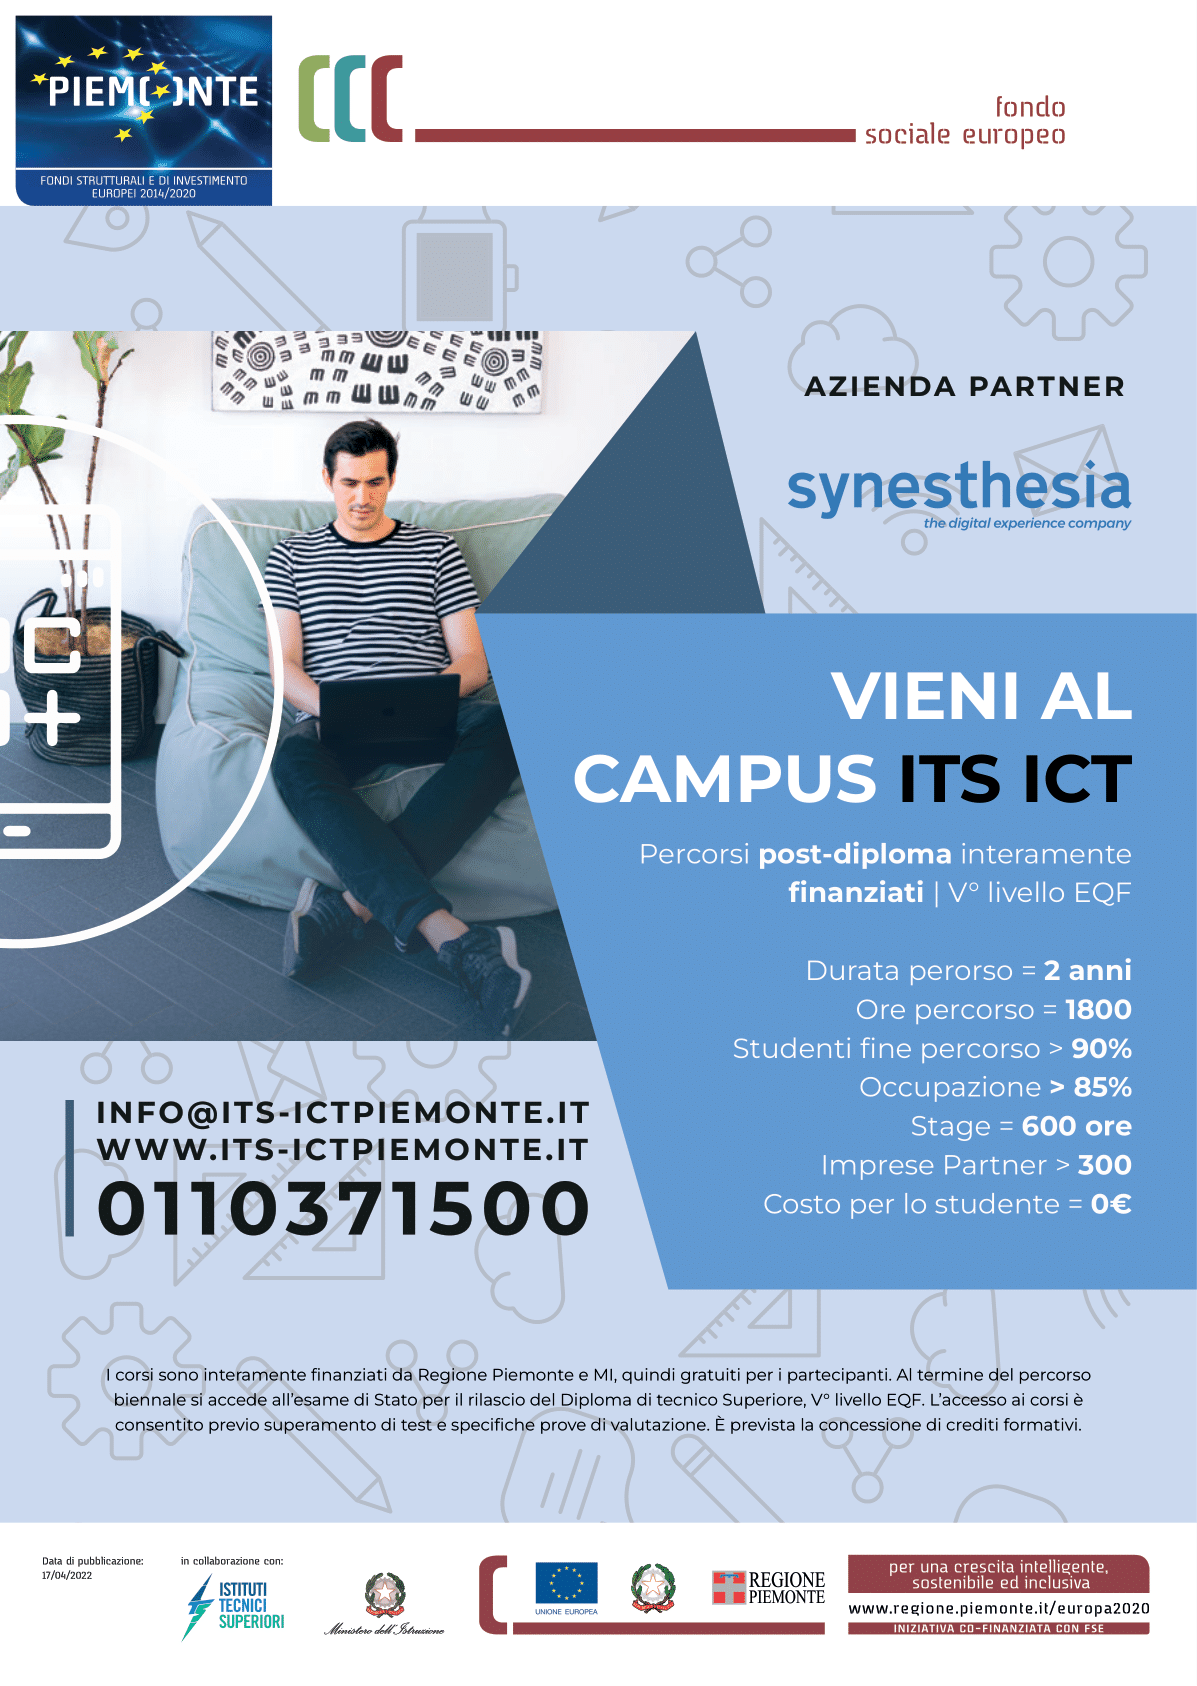 PIEMONTE
FONDI STRUTTURALI E DI INVESTIMENTO
EUROPEI 2014/2020
fondo
sociale europeo
AZIENDA PARTNER
synesthesia
the digital experience company
VIENI AL
CAMPUS ITS ICT
Percorsi post-diploma interamente
finanziati | V° livello EQF
Durata perorso = 2 anni
Ore percorso = 1800
Studenti fine percorso > 90%
Occupazione > 85%
Stage = 600 ore
Imprese Partner > 300
Costo per lo studente = 0€
INFO@ITS-ICTPIEMONTE.IT
WWW.ITS-ICTPIEMONTE.IT
0110371500
I corsi sono interamente finanziati da Regione Piemonte e MI, quindi gratuiti per i partecipanti. Al termine del percorso
biennale si accede all'esame di Stato per il rilascio del Diploma di tecnico Superiore, V° livello EQF. L'accesso ai corsi è
consentito previo superamento di test e specifiche prove di valutazione. È prevista la concessione di crediti formativi.
Data di pubblicazione:
17/04/2022
in collaborazione con:
ISTITUTI
TECNICI
SUPERIORI
Ministero dell'Istruzione
UNIONE EUROPEA
REGIONE
PIEMONTE
per una crescita intelligente,
sostenibile ed inclusiva
www.regione.piemonte.it/europa2020
INIZIATIVA CO-FINANZIATA CON FSE